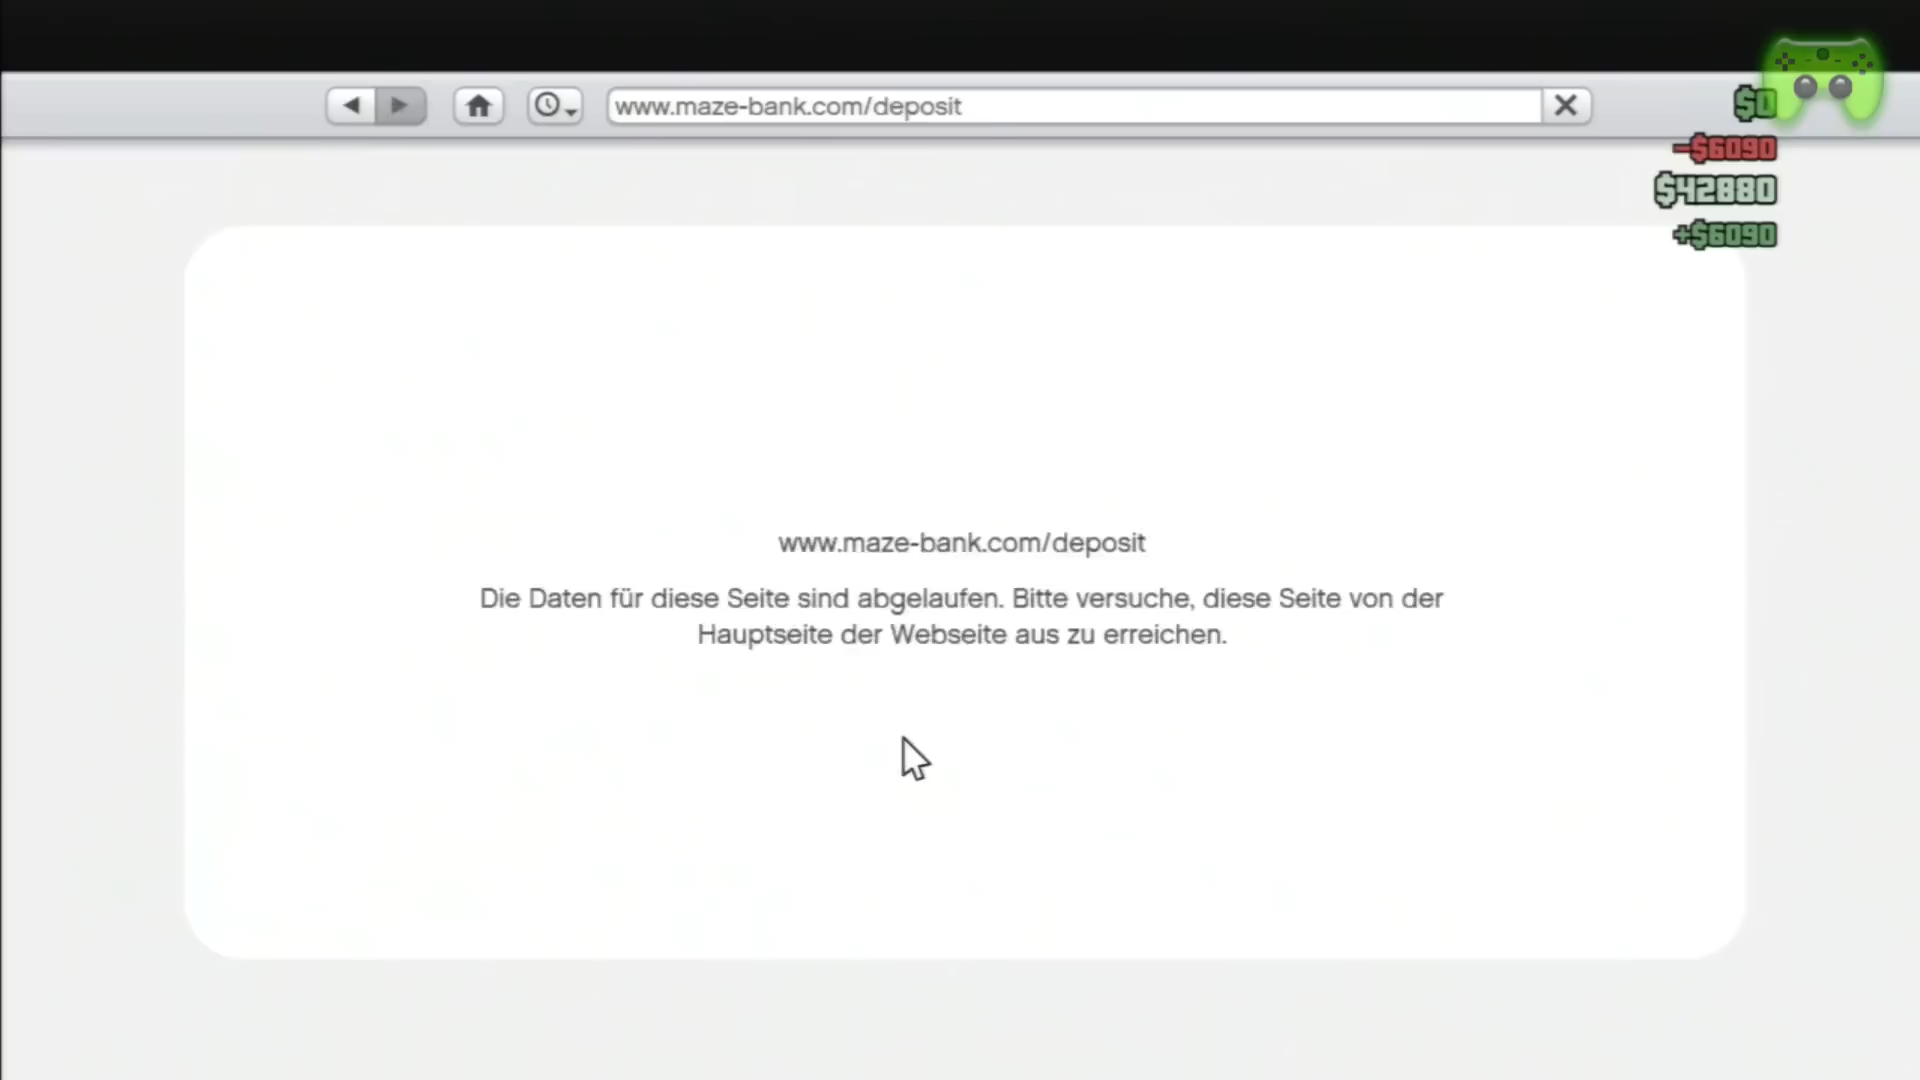 www.maze-bank.com/deposit
$0
-$6090
$42880
+$6090
www.maze-bank.com/deposit
Die Daten für diese Seite sind abgelaufen. Bitte versuche, diese Seite von der
Hauptseite der Webseite aus zu erreichen.